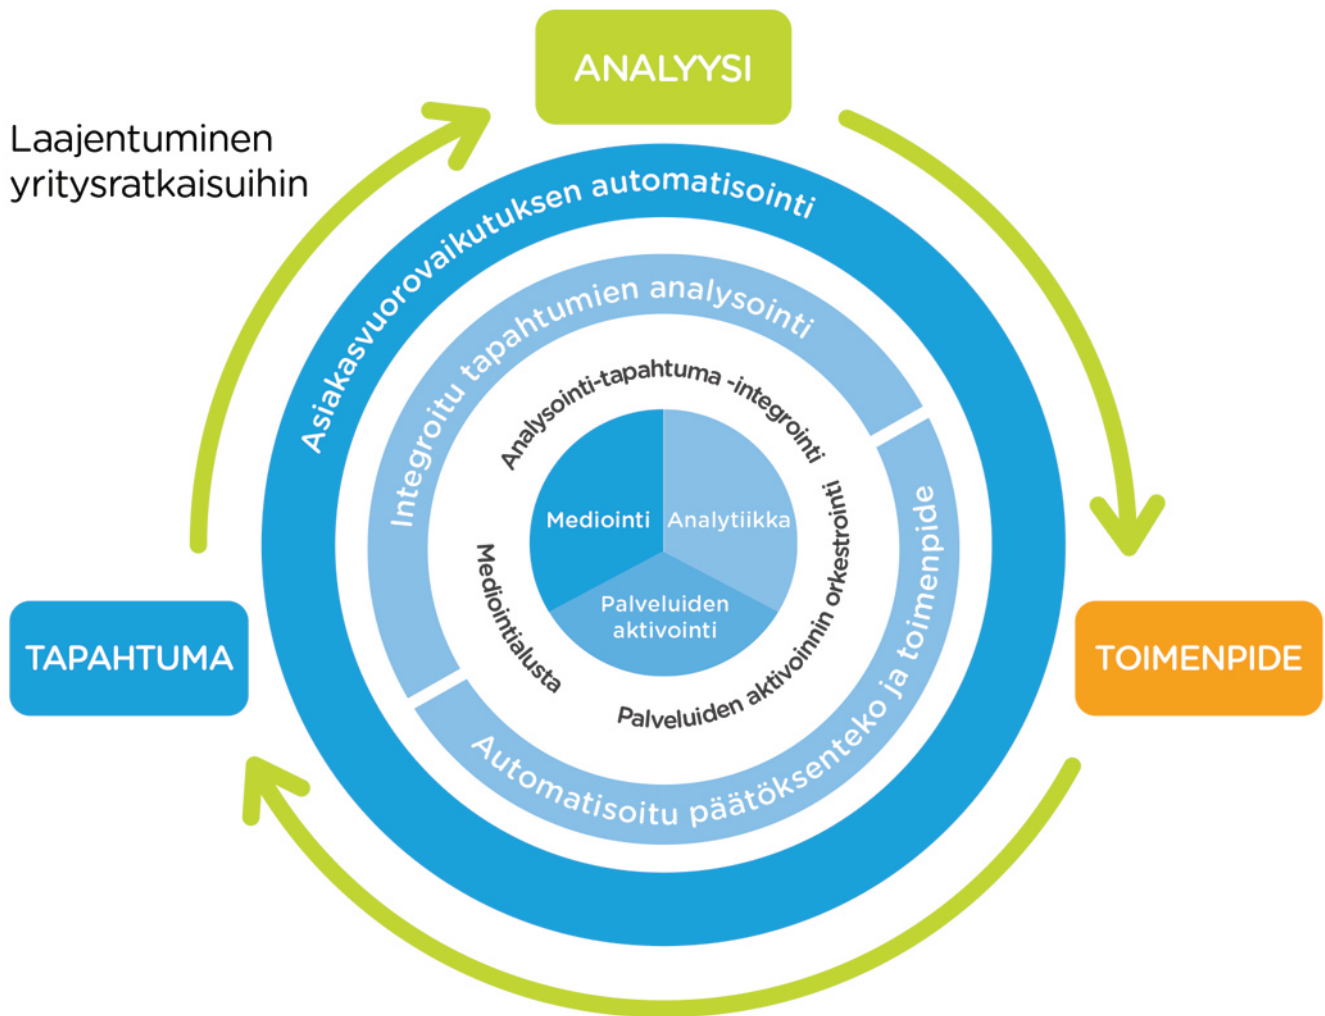 ANALYYSI
Laajentuminen
yritysratkaisuihin
Asiakasvuorovaikutuksen automatisointi
Integroitu tapahtumien analysointi
Analysointi-tapahtuma -integrointi
Mediointi
Analytiikka
Palveluiden
aktivointi
Mediointialusta
Palveluiden aktivoinnin orkestrointi
Automatisoitu päätöksenteko ja toimenpide
TAPAHTUMA
TOIMENPIDE